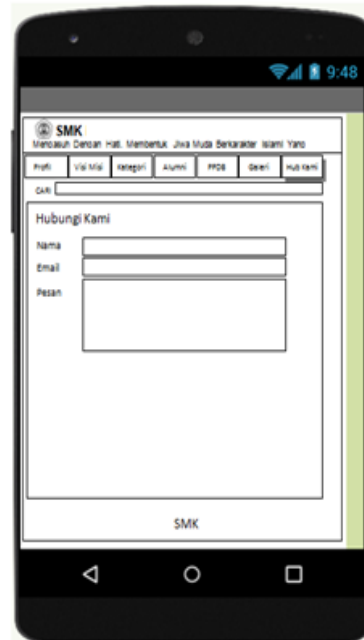 9:48
SMK
Mengasuh Dengan Hati, Membentuk Jiwa Muda Berkarakter Islami Yang
Profil Visi Misi Kategori Alumni PPDB Galeri Hub Kami
CARI
Hubungi Kami
Nama
Email
Pesan
SMK